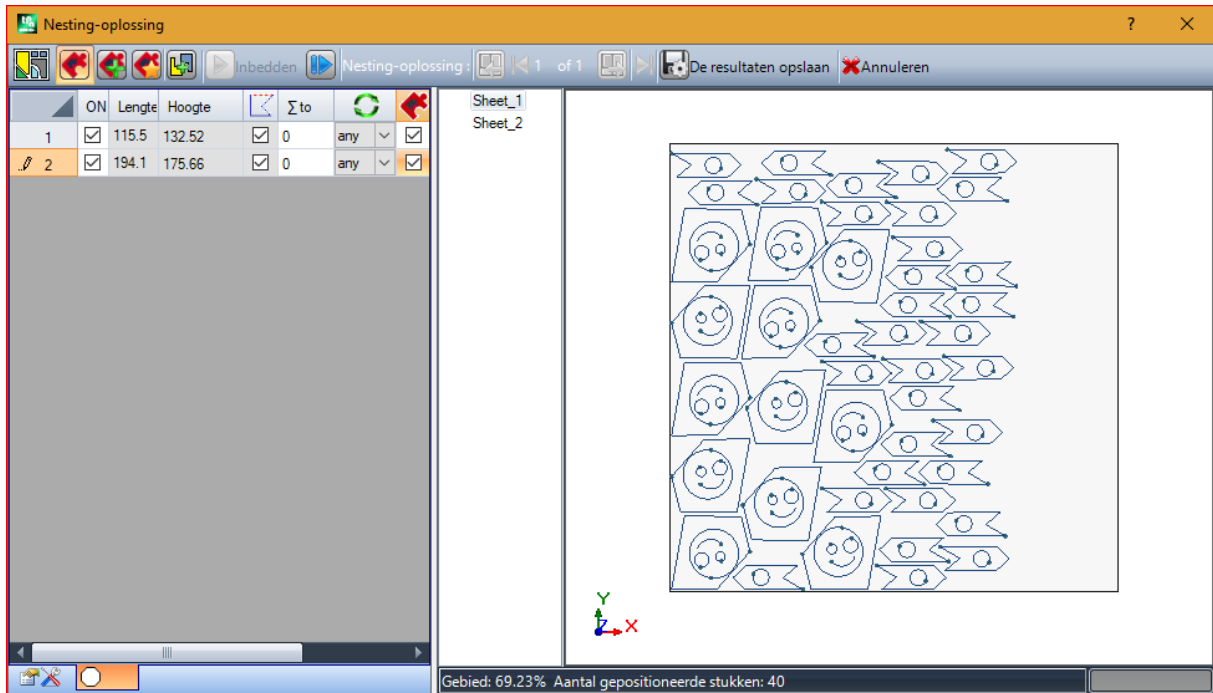 Nesting-oplossing
?
Inbedden
Nesting-oplossing :
1 of 1
De resultaten opslaan
Annuleren
ON Lengte Hoogte ∑ to
1 115.5 132.52 0 any
2 194.1 175.66 0 any
Sheet_1
Sheet_2
Y
Z
X
Gebied: 69.23% Aantal gepositioneerde stukken: 40